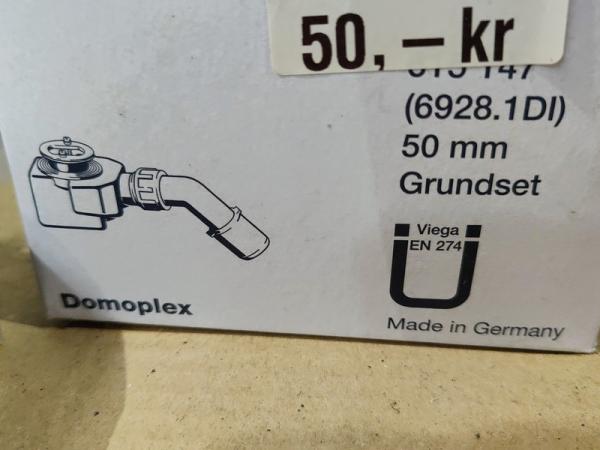 50,– kr
(6928.1DI)
50 mm
Grundset
Viega
EN 274
Domoplex
Made in Germany